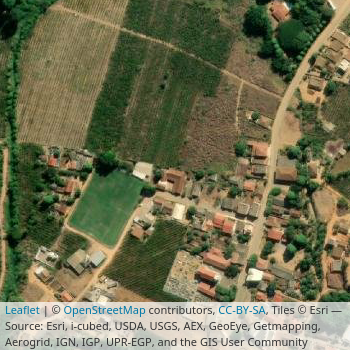 Leaflet | © OpenStreetMap contributors, CC-BY-SA, Tiles © Esri —
Source: Esri, i-cubed, USDA, USGS, AEX, GeoEye, Getmapping,
Aerogrid, IGN, IGP, UPR-EGP, and the GIS User Community